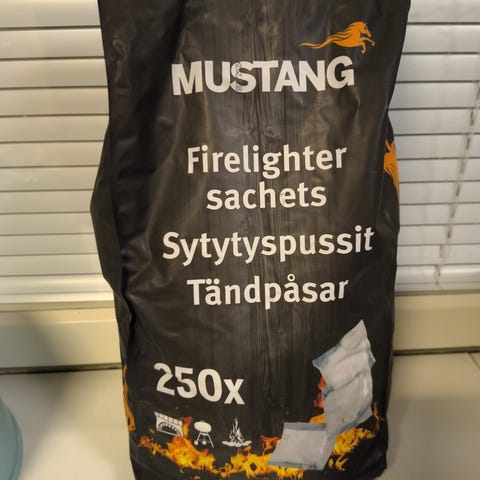 MUSTANG
Firelighter
sachets
Sytytyspussit
Tändpåsar
250x